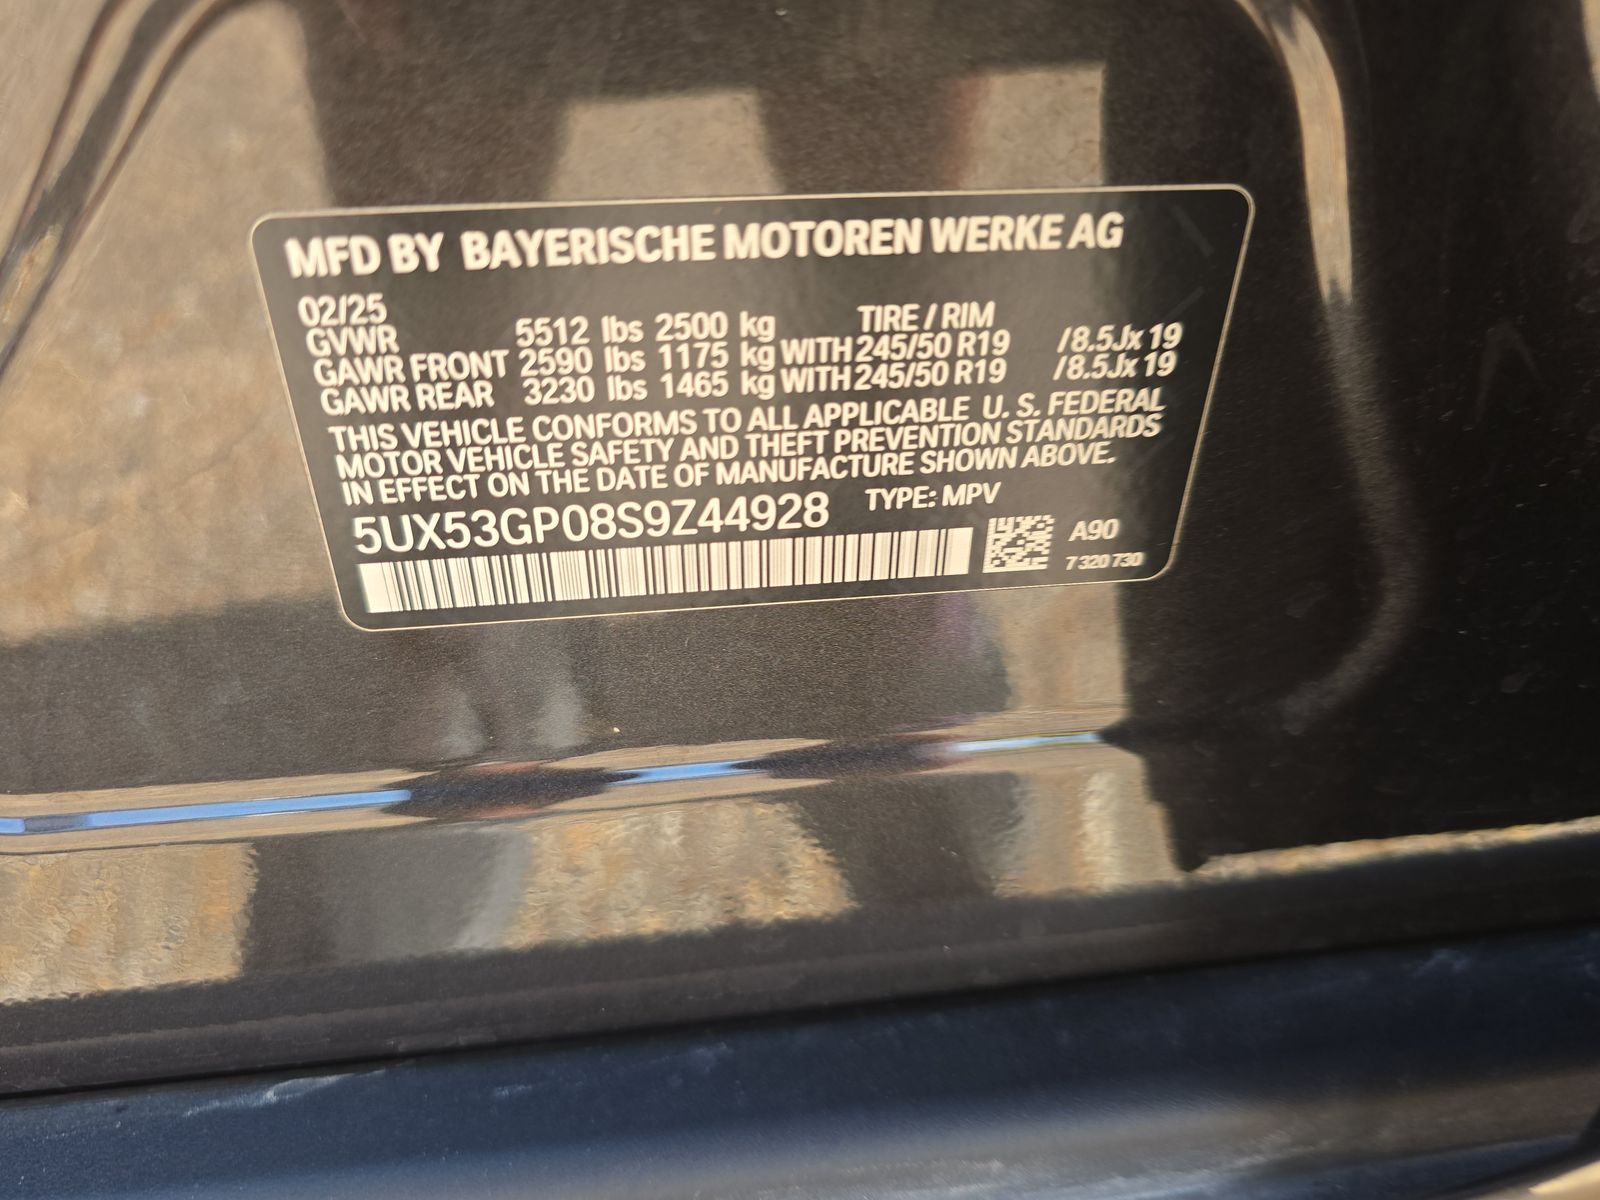 MFD BY BAYERISCHE MOTOREN WERKE AG
02/25 TIRE / RIM
GVWR 5512 lbs 2500 kg
GAWR FRONT 2590 lbs 1175 kg WITH 245/50 R19 /8.5Jx 19
GAWR REAR 3230 lbs 1465 kg WITH 245/50 R19 /8.5Jx 19
THIS VEHICLE CONFORMS TO ALL APPLICABLE U. S. FEDERAL
MOTOR VEHICLE SAFETY AND THEFT PREVENTION STANDARDS
IN EFFECT ON THE DATE OF MANUFACTURE SHOWN ABOVE.
5UX53GP08S9Z44928 TYPE: MPV
A90
7 320 730